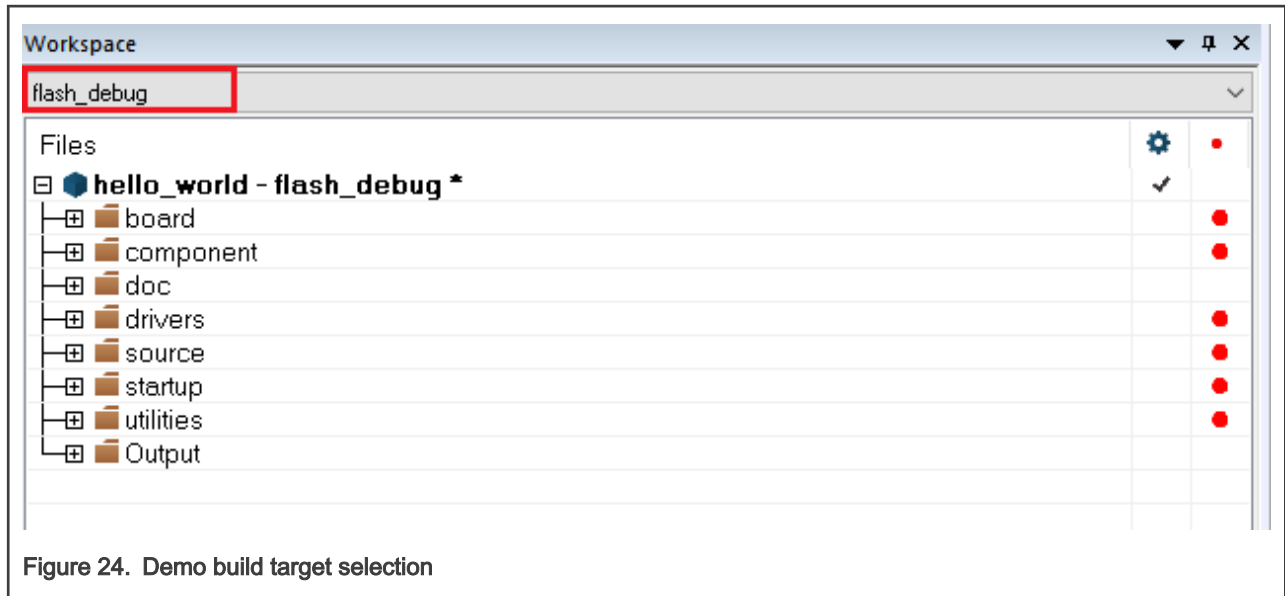 Workspace
flash_debug
Files
hello_world - flash_debug *
board
component
doc
drivers
source
startup
utilities
Output
Figure 24. Demo build target selection